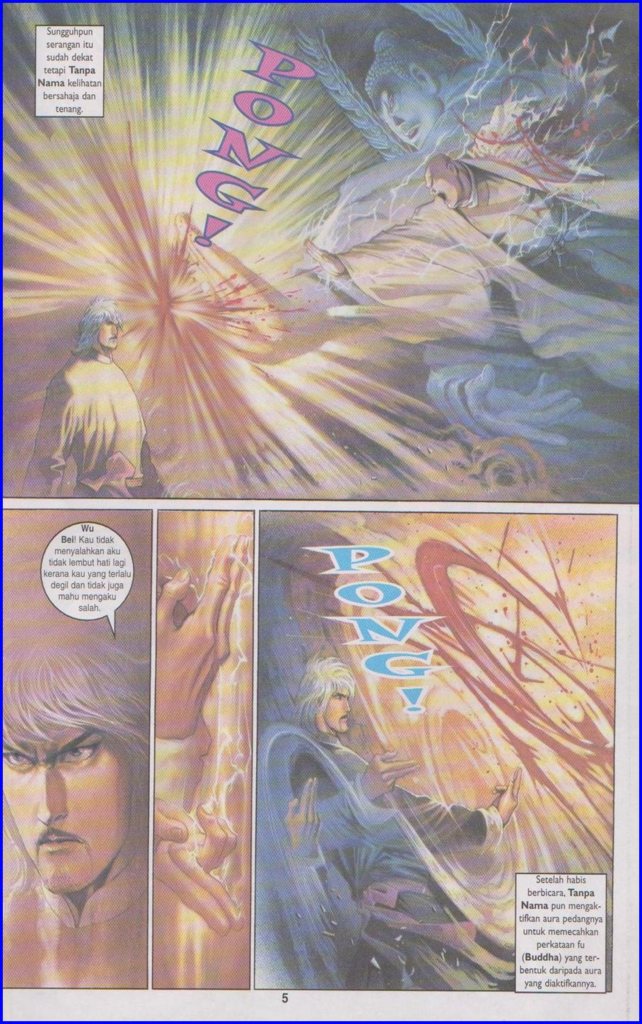 Sungguhpun
serangan itu
sudah dekat
tetapi Tanpa
Nama kelihatan
bersahaja dan
tenang.
PONG!
Wu
Bei! Kau tidak
menyalahkan aku
tidak lembut hati lagi
kerana kau yang terlalu
degil dan tidak juga
mahu mengaku
salah.
PONG!
Setelah habis
berbicara, Tanpa
Nama pun mengak-
tifkan aura pedangnya
untuk memecahkan
perkataan fu
(Buddha) yang ter-
bentuk daripada aura
yang diaktifkannya.
5